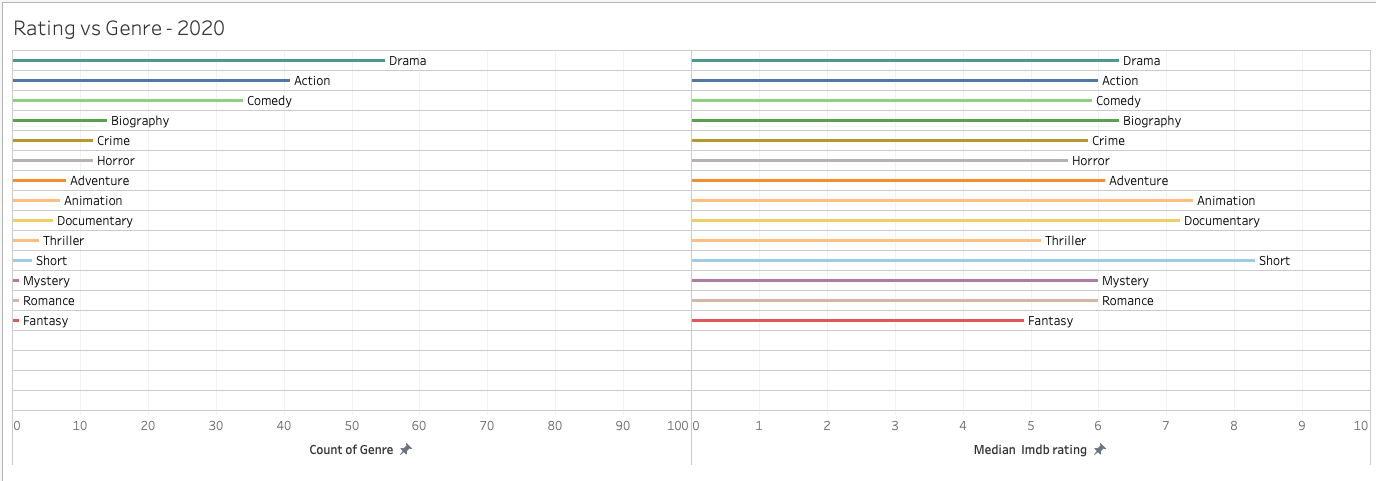 Rating vs Genre - 2020
Drama Drama
Action Action
Comedy Comedy
Biography Biography
Crime Crime
Horror Horror
Adventure Adventure
Animation Animation
Documentary Documentary
Thriller Thriller
Short Short
Mystery Mystery
Romance Romance
Fantasy Fantasy
0 10 20 30 40 50 60 70 80 90 100 0 1 2 3 4 5 6 7 8 9 10
Count of Genre Median Imdb rating